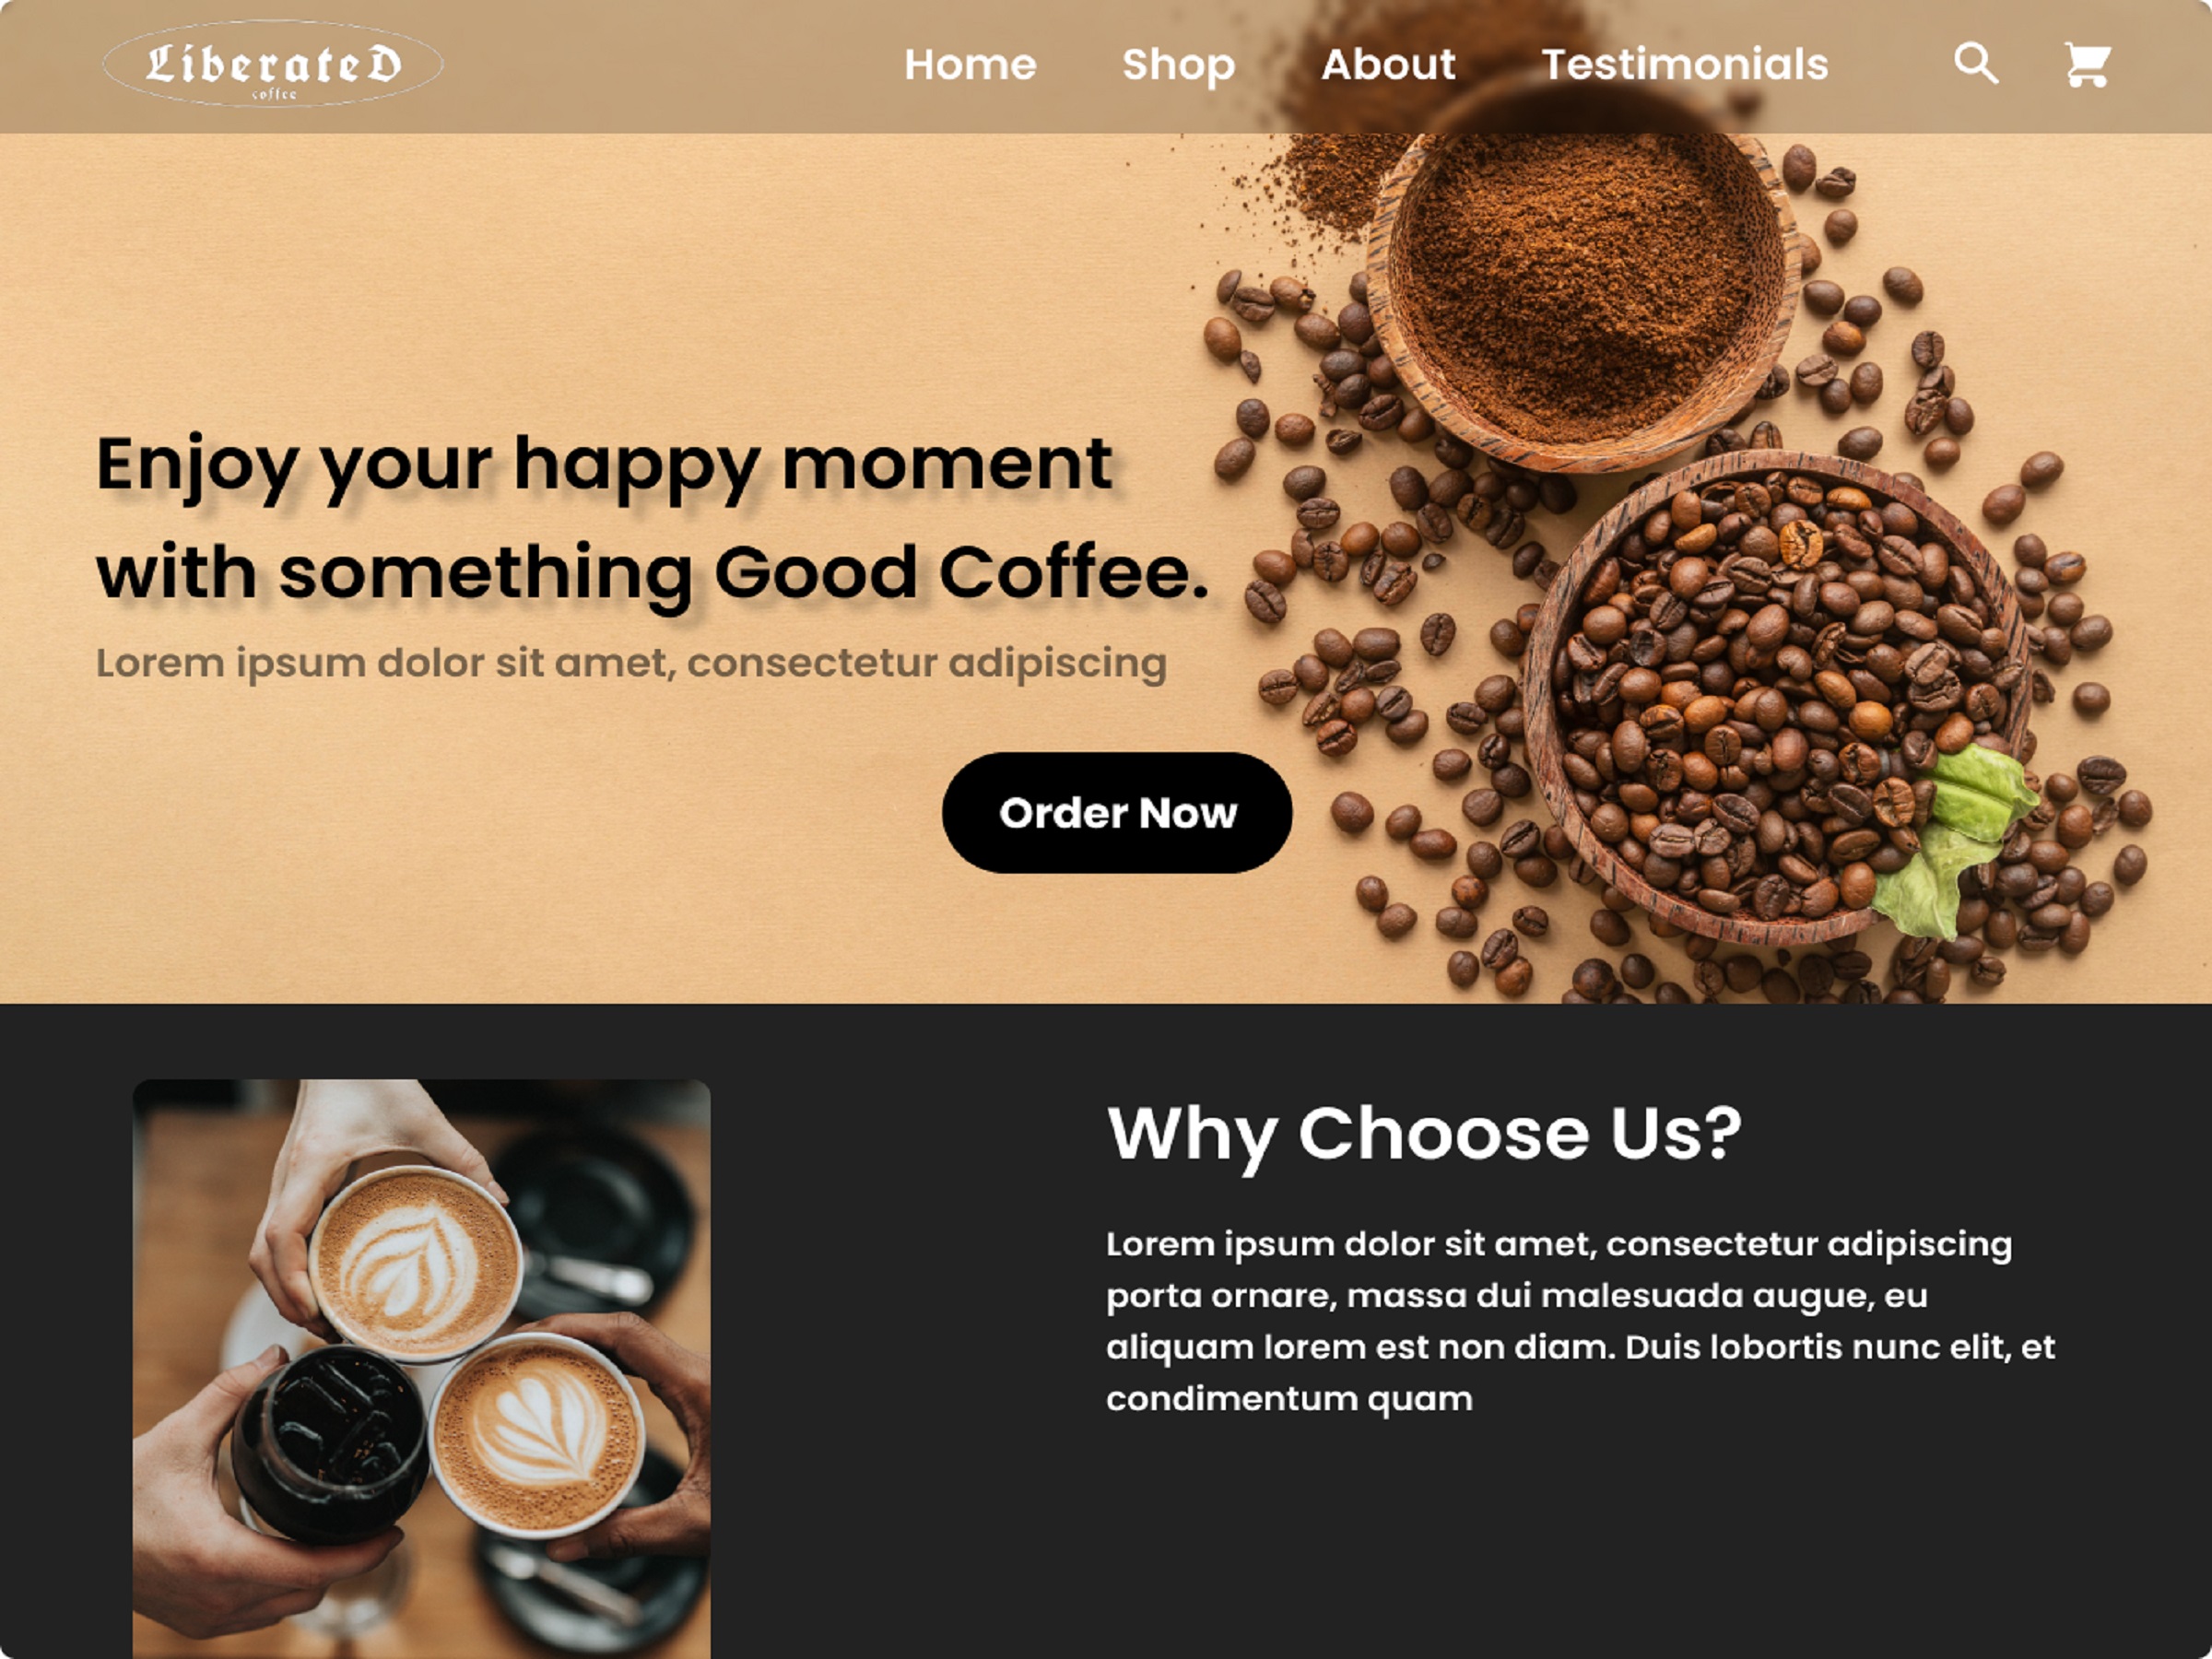 LiberateD
coffee
Home
Shop
About
Testimonials
Enjoy your happy moment
with something Good Coffee.
Lorem ipsum dolor sit amet, consectetur adipiscing
Order Now
Why Choose Us?
Lorem ipsum dolor sit amet, consectetur adipiscing
porta ornare, massa dui malesuada augue, eu
aliquam lorem est non diam. Duis lobortis nunc elit, et
condimentum quam